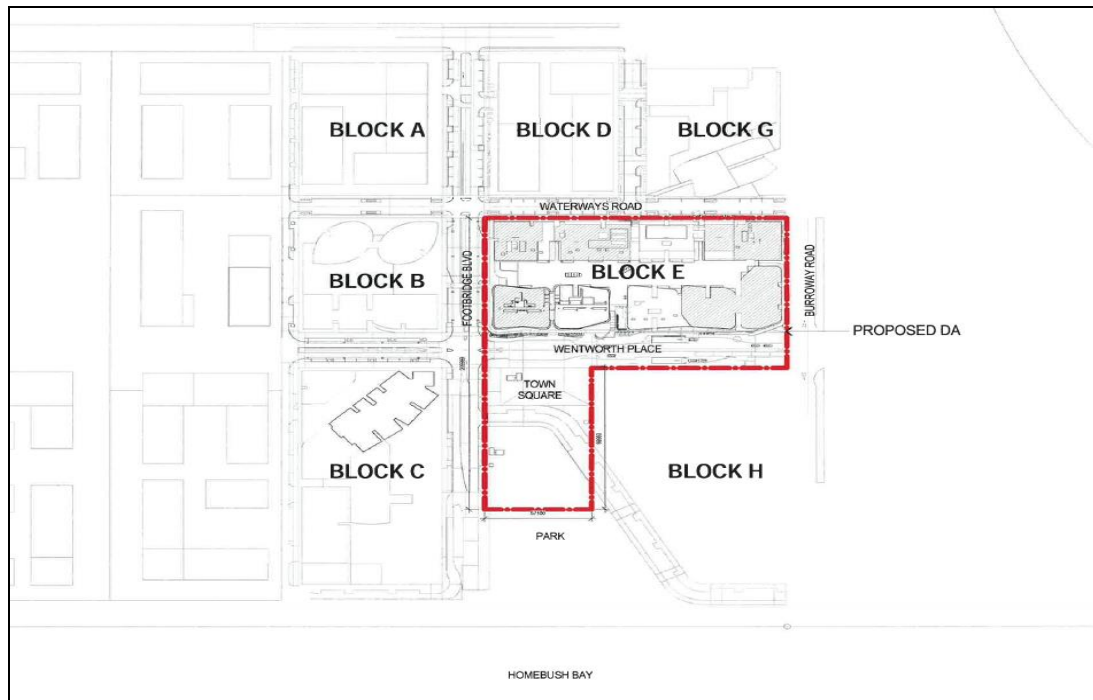 BLOCK A
BLOCK D
BLOCK G
WATERWAYS ROAD
BLOCK B
FOOTBRIDGE BLVD
BLOCK E
BURROWAY ROAD
PROPOSED DA
WENTWORTH PLACE
TOWN
SQUARE
BLOCK C
BLOCK H
PARK
HOMEBUSH BAY